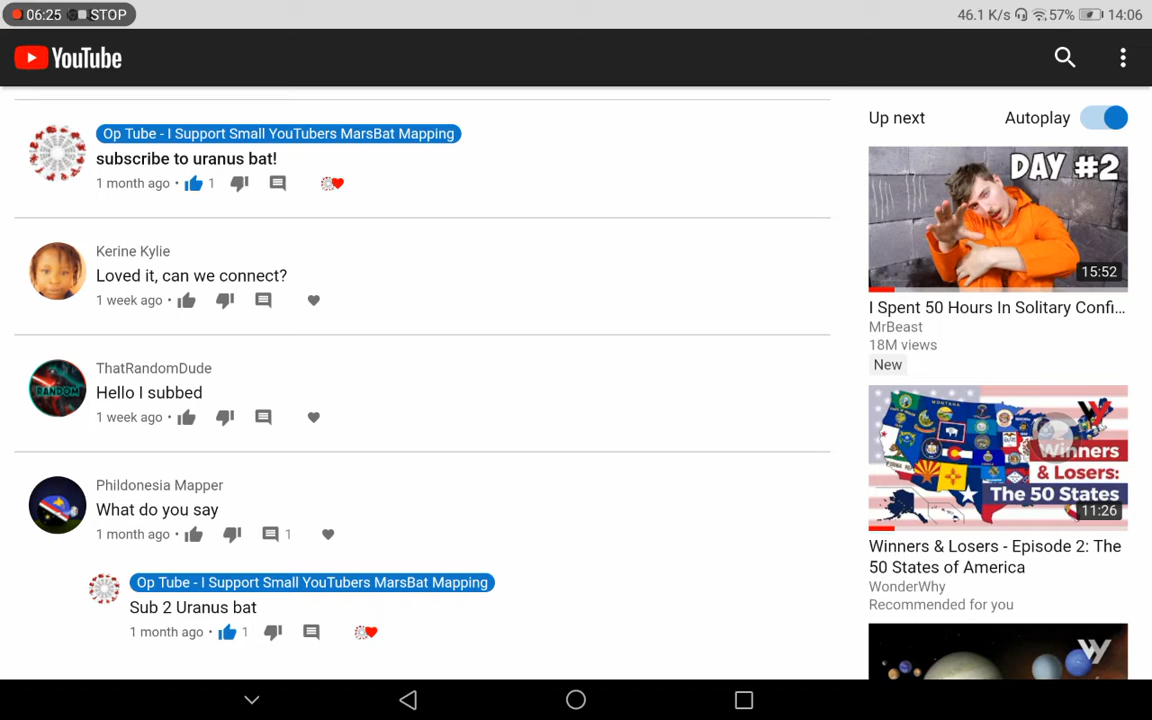 06:25 STOP
46.1 K/s 57% 14:06
YouTube
Op Tube - I Support Small YouTubers MarsBat Mapping
subscribe to uranus bat!
1 month ago • 1
Kerine Kylie
Loved it, can we connect?
1 week ago •
RANDOM
ThatRandomDude
Hello I subbed
1 week ago •
Phildonesia Mapper
What do you say
1 month ago • 1
Op Tube - I Support Small YouTubers MarsBat Mapping
Sub 2 Uranus bat
1 month ago • 1
Up next
Autoplay
DAY #2
15:52
I Spent 50 Hours In Solitary Confi...
MrBeast
18M views
New
MONTANA
Winners
& Losers:
The 50 States
11:26
Winners & Losers - Episode 2: The
50 States of America
WonderWhy
Recommended for you